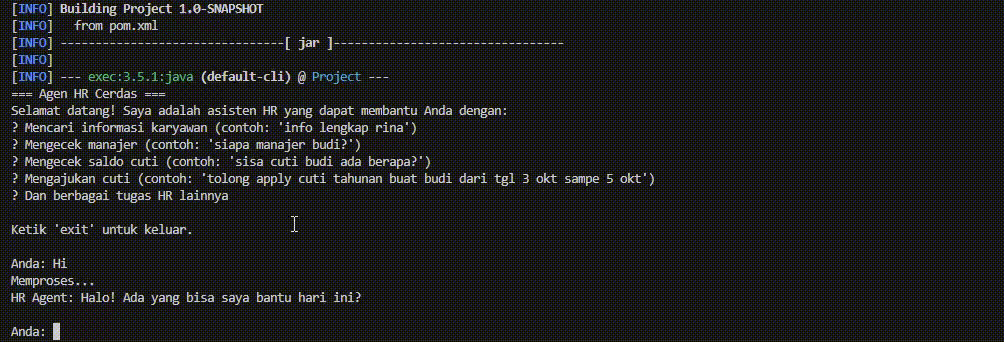 [INFO] Building Project 1.0-SNAPSHOT
[INFO]   from pom.xml
[INFO] --------------------------------[ jar ]---------------------------------
[INFO]
[INFO] --- exec:3.5.1:java (default-cli) @ Project ---
=== Agen HR Cerdas ===
Selamat datang! Saya adalah asisten HR yang dapat membantu Anda dengan:
? Mencari informasi karyawan (contoh: 'info lengkap rina')
? Mengecek manajer (contoh: 'siapa manajer budi?')
? Mengecek saldo cuti (contoh: 'sisa cuti budi ada berapa?')
? Mengajukan cuti (contoh: 'tolong apply cuti tahunan buat budi dari tgl 3 okt sampe 5 okt')
? Dan berbagai tugas HR lainnya
Ketik 'exit' untuk keluar.
Anda: Hi
Memproses...
HR Agent: Halo! Ada yang bisa saya bantu hari ini?
Anda: